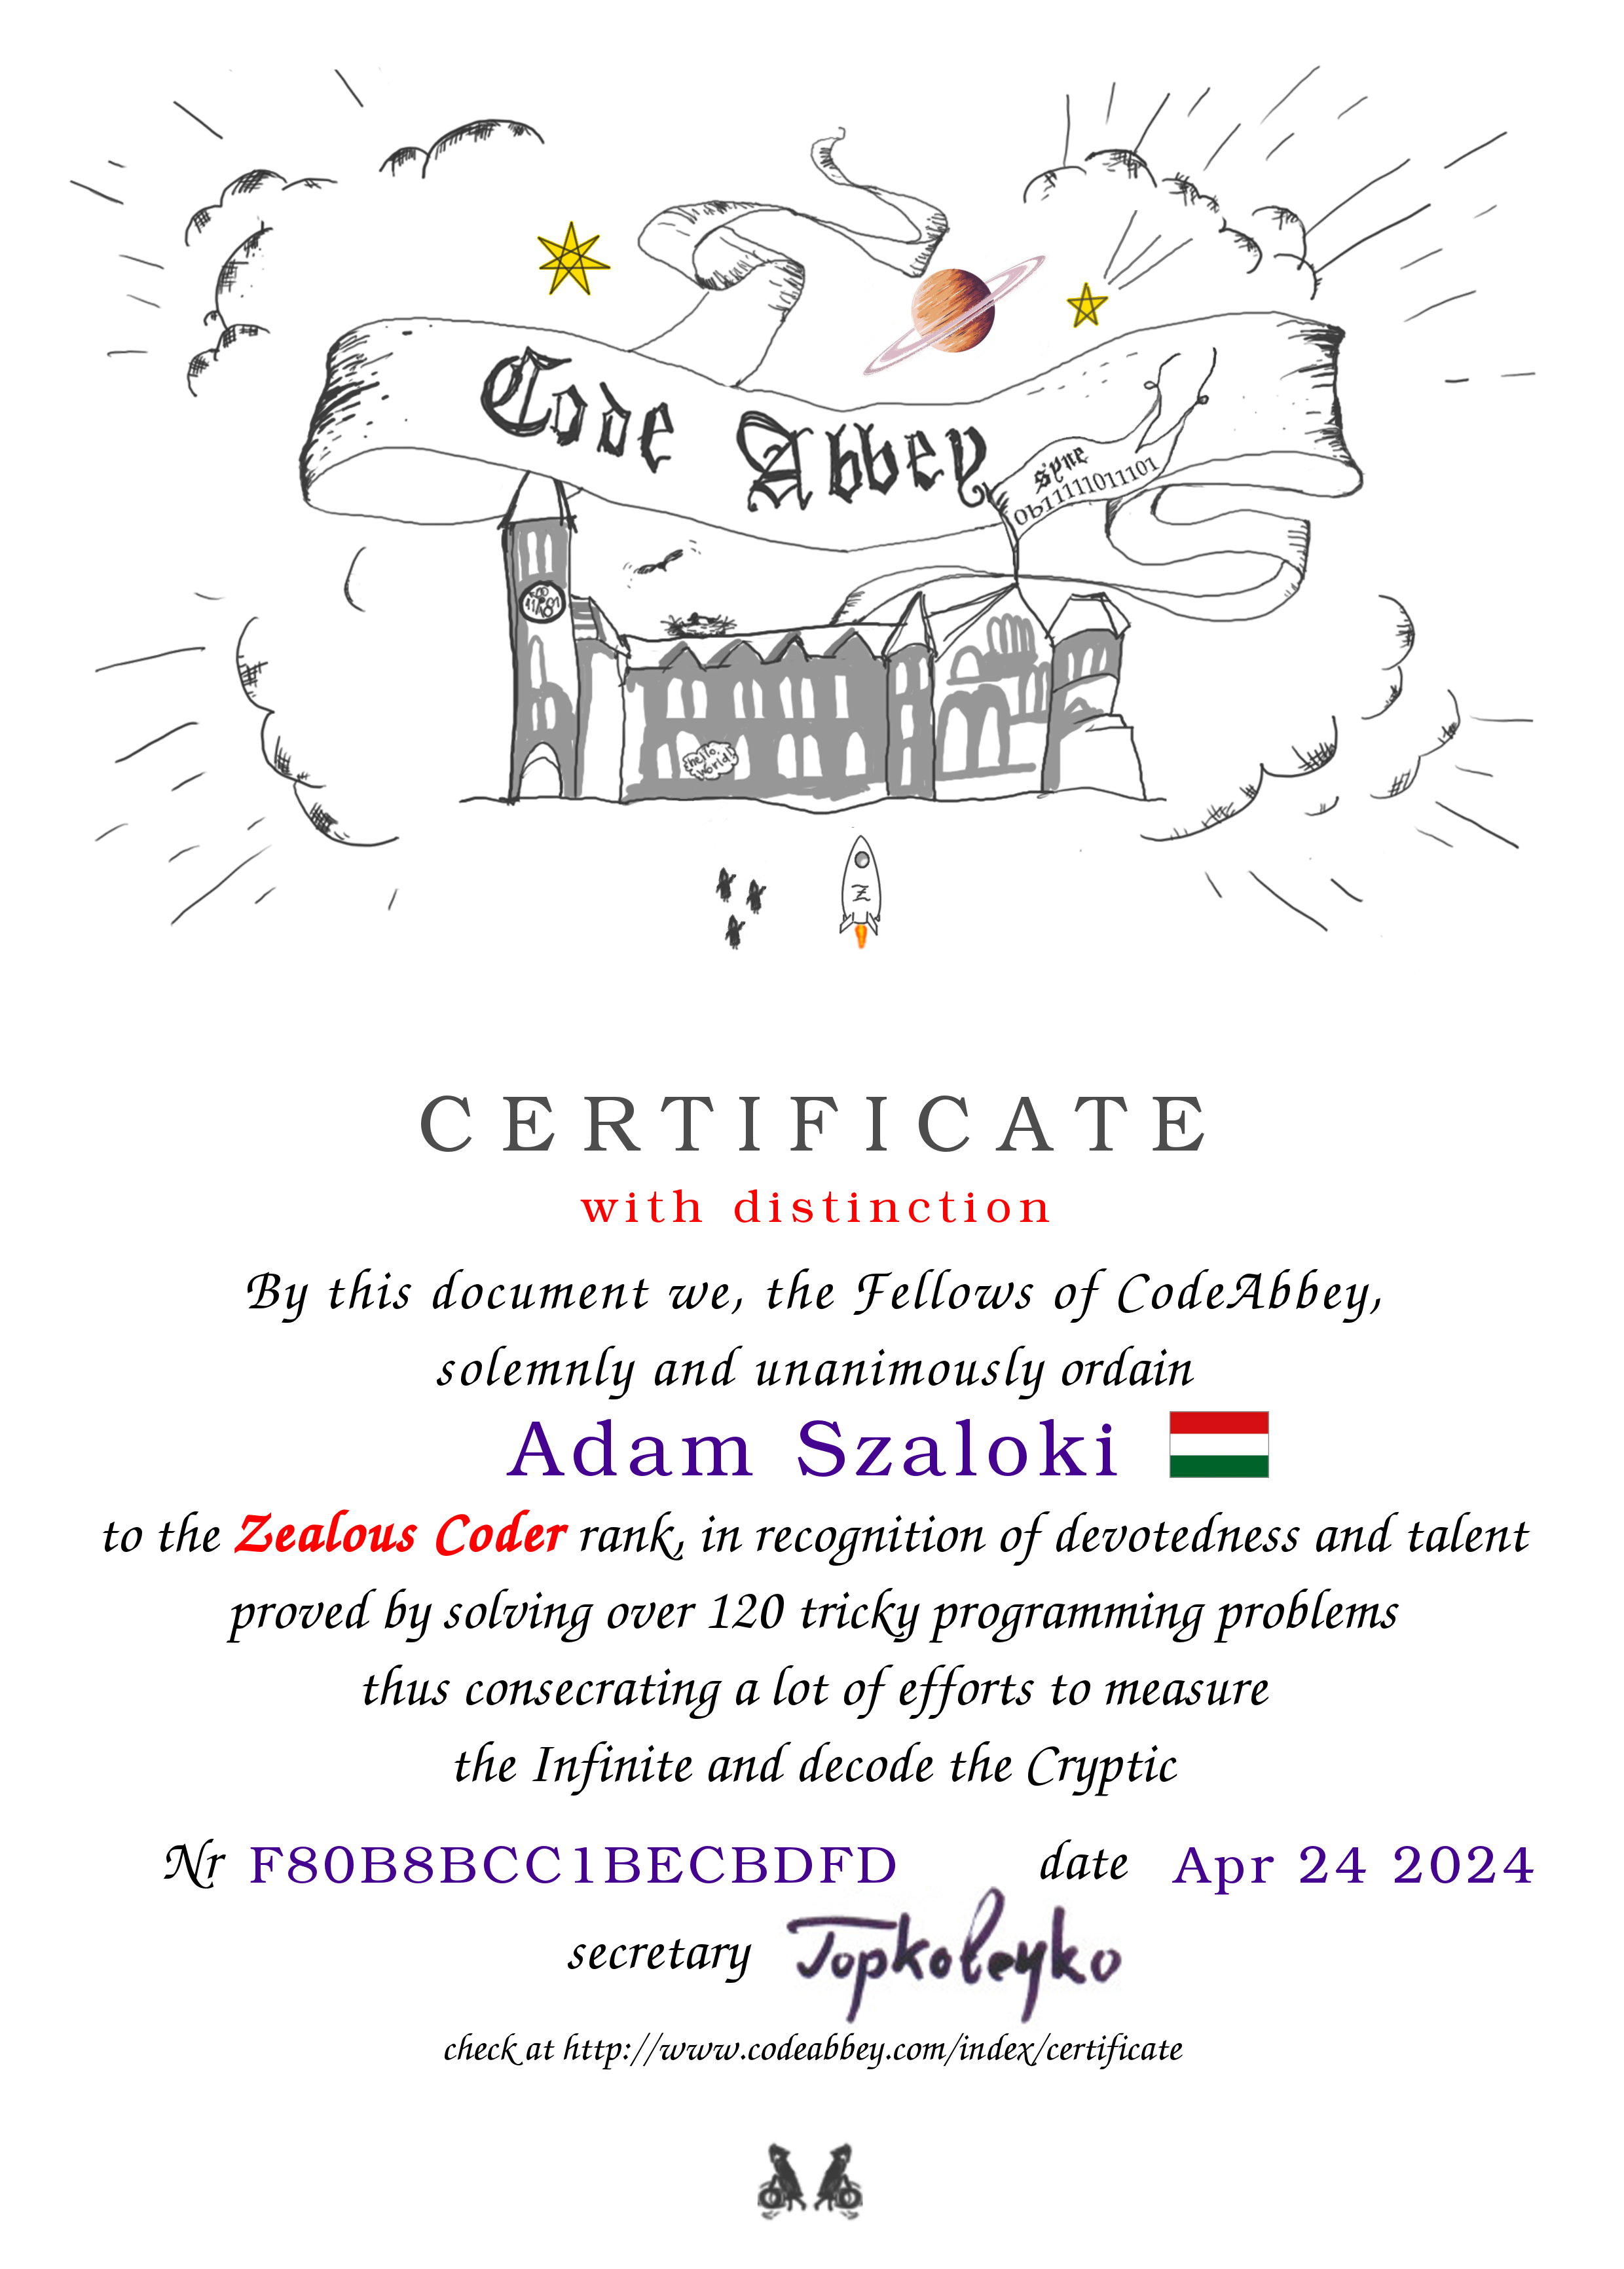 Code Abbey
syne
0b11111011101
hello,
world!
Z
CERTIFICATE
with distinction
By this document we, the Fellows of CodeAbbey,
solemnly and unanimously ordain
Adam Szaloki
to the Zealous Coder rank, in recognition of devotedness and talent
proved by solving over 120 tricky programming problems
thus consecrating a lot of efforts to measure
the Infinite and decode the Cryptic
Nr F80B8BCC1BECBDFD date Apr 24 2024
secretary
check at http://www.codeabbey.com/index/certificate